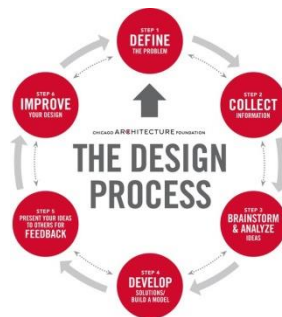 STEP 1
DEFINE
THE PROBLEM
STEP 2
COLLECT
INFORMATION
STEP 3
BRAINSTORM
& ANALYZE
IDEAS
STEP 4
DEVELOP
SOLUTIONS/
BUILD A MODEL
STEP 5
PRESENT YOUR IDEAS
TO OTHERS FOR
FEEDBACK
STEP 6
IMPROVE
YOUR DESIGN
CHICAGO ARCHITECTURE FOUNDATION
THE DESIGN
PROCESS